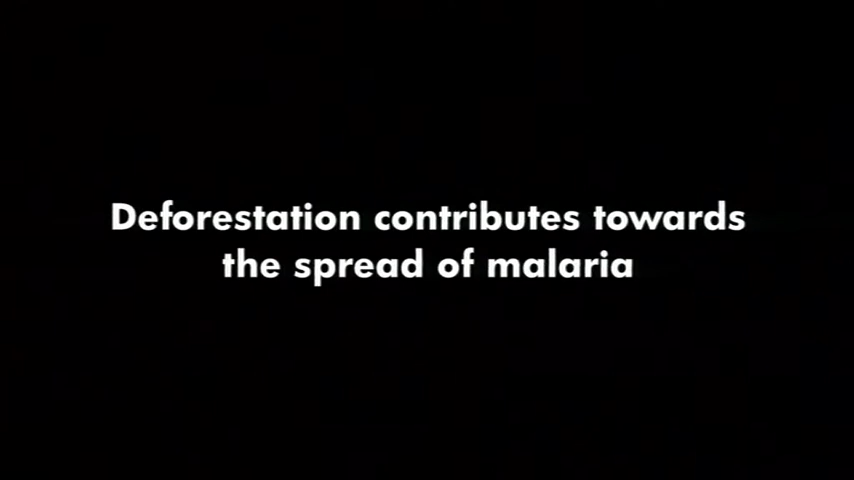 Deforestation contributes towards
the spread of malaria